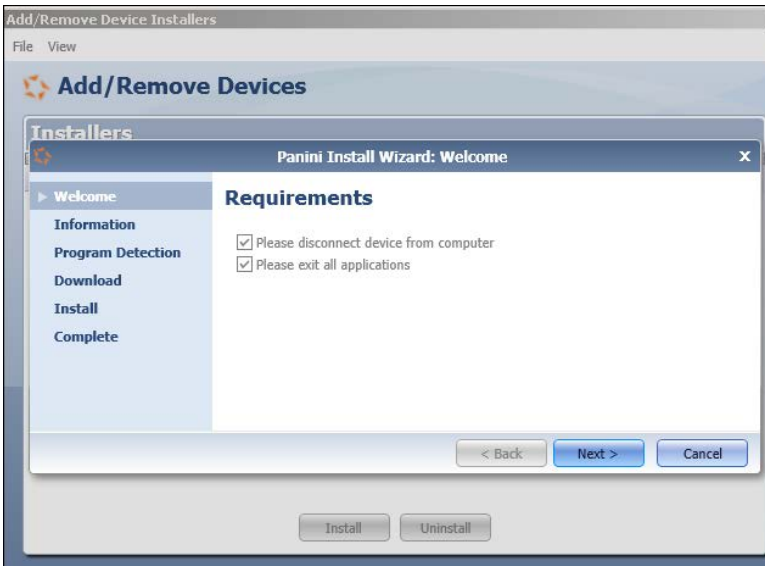 Add/Remove Device Installers
File View
Add/Remove Devices
Installers
Panini Install Wizard: Welcome x
Welcome
Information
Program Detection
Download
Install
Complete
Requirements
Please disconnect device from computer
Please exit all applications
< Back Next > Cancel
Install Uninstall